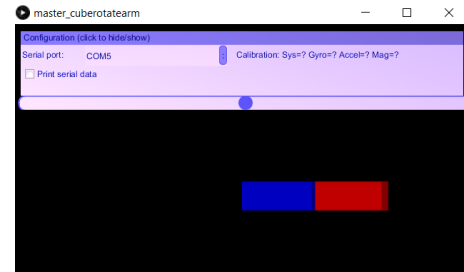 master_cuberotatearm
Configuration (click to hide/show)
Serial port: COM5 : Calibration: Sys=? Gyro=? Accel=? Mag=?
Print serial data